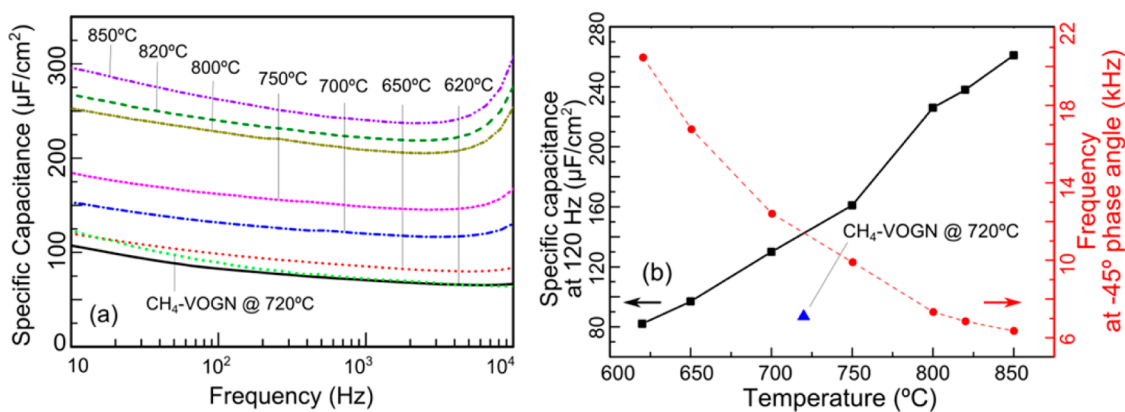 850ºC
820ºC
800ºC
750ºC
700ºC
650ºC
620ºC
300
200
100
0
Specific Capacitance (µF/cm²)
(a)
CH₄-VOGN @ 720ºC
10
10²
10³
10⁴
Frequency (Hz)
280
240
200
160
120
80
Specific capacitance
at 120 Hz (µF/cm²)
(b)
CH₄-VOGN @ 720ºC
600
650
700
750
800
850
Temperature (ºC)
22
18
14
10
6
Frequency
at -45º phase angle (kHz)